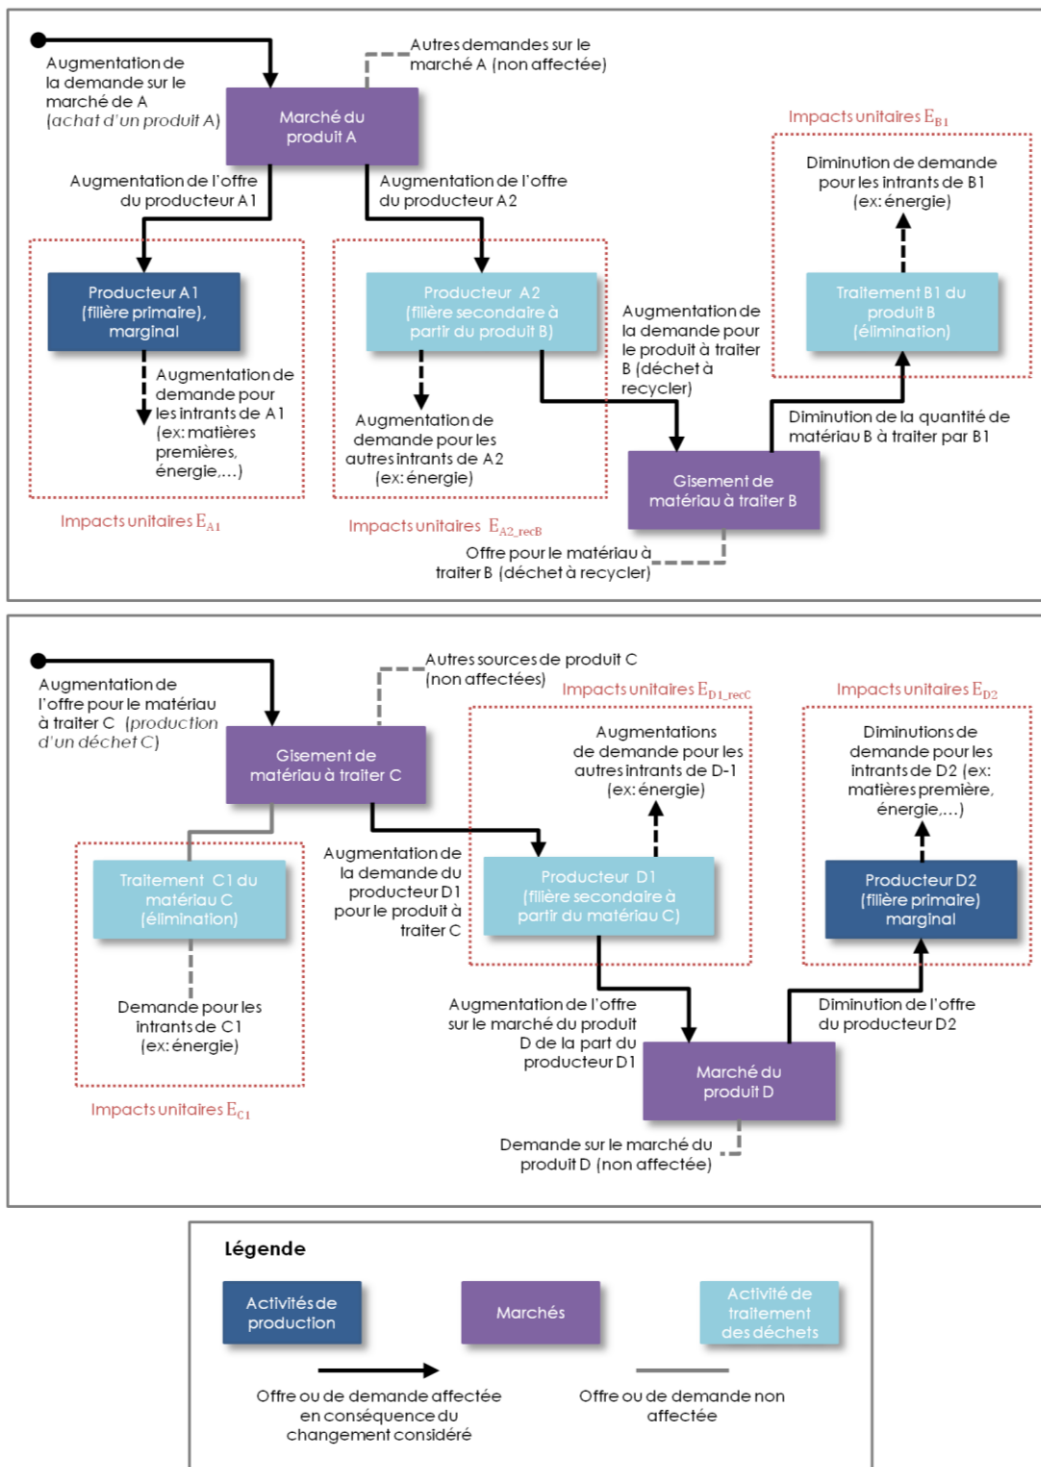 Augmentation de
la demande sur le
marché de A
(achat d'un produit A)
Autres demandes sur le
marché A (non affectée)
Marché du
produit A
Augmentation de l'offre
du producteur A1
Augmentation de l'offre
du producteur A2
Impacts unitaires E_B1
Diminution de demande
pour les intrants de B1
(ex: énergie)
Producteur A1
(filière primaire),
marginal
Producteur A2
(filière secondaire à
partir du produit B)
Traitement B1 du
produit B
(élimination)
Augmentation de
la demande pour
le produit à traiter
B (déchet à
recycler)
Augmentation de
demande pour
les intrants de A1
(ex: matières
premières,
énergie,...)
Augmentation de
demande pour les
autres intrants de A2
(ex: énergie)
Diminution de la quantité de
matériau B à traiter par B1
Gisement de
matériau à traiter B
Impacts unitaires E_A1
Impacts unitaires E_A2_recB
Offre pour le matériau à
traiter B (déchet à recycler)
Augmentation de
l'offre pour le matériau
à traiter C (production
d'un déchet C)
Autres sources de produit C
(non affectées)
Gisement de
matériau à traiter C
Impacts unitaires E_D1_recC
Impacts unitaires E_D2
Augmentations
de demande pour les
autres intrants de D-1
(ex: énergie)
Diminutions de
demande pour les
intrants de D2 (ex:
matières première,
énergie,...)
Traitement C1 du
matériau C
(élimination)
Augmentation de
la demande du
producteur D1
pour le produit à
traiter C
Producteur D1
(filière secondaire à
partir du matériau C)
Producteur D2
(filière primaire)
marginal
Demande pour les
intrants de C1
(ex: énergie)
Augmentation de l'offre
sur le marché du produit
D de la part du
producteur D1
Diminution de l'offre
du producteur D2
Marché du
produit D
Impacts unitaires E_C1
Demande sur le marché du
produit D (non affectée)
Légende
Activités de
production
Marchés
Activité de
traitement
des déchets
Offre ou de demande affectée
en conséquence du
changement considéré
Offre ou de demande non
affectée